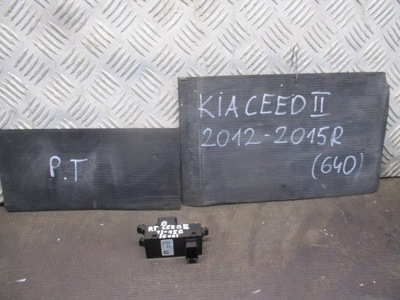 P.T
KIA CEED II
2012-2015R
(640)